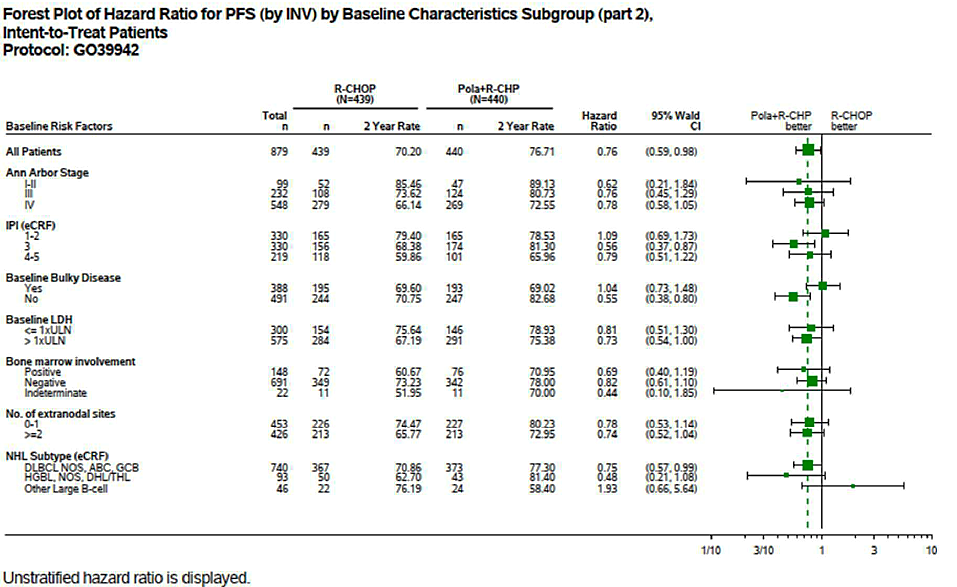 Forest Plot of Hazard Ratio for PFS (by INV) by Baseline Characteristics Subgroup (part 2),
Intent-to-Treat Patients
Protocol: GO39942
R-CHOP Pola+R-CHP
(N=439) (N=440)
Total Hazard 95% Wald Pola+R-CHP R-CHOP
Baseline Risk Factors n n 2 Year Rate n 2 Year Rate Ratio CI better better
All Patients 879 439 70.20 440 76.71 0.76 (0.59, 0.98)
Ann Arbor Stage
I-II 99 52 85.46 47 89.13 0.62 (0.21, 1.84)
III 232 108 73.62 124 80.73 0.76 (0.45, 1.29)
IV 548 279 66.14 269 72.55 0.78 (0.58, 1.05)
IPI (eCRF)
1-2 330 165 79.40 165 78.53 1.09 (0.69, 1.73)
3 330 156 68.38 174 81.30 0.56 (0.37, 0.87)
4-5 219 118 59.86 101 65.96 0.79 (0.51, 1.22)
Baseline Bulky Disease
Yes 388 195 69.60 193 69.02 1.04 (0.73, 1.48)
No 491 244 70.75 247 82.68 0.55 (0.38, 0.80)
Baseline LDH
<= 1xULN 300 154 75.64 146 78.93 0.81 (0.51, 1.30)
> 1xULN 575 284 67.19 291 75.38 0.73 (0.54, 1.00)
Bone marrow involvement
Positive 148 72 60.67 76 70.95 0.69 (0.40, 1.19)
Negative 691 349 73.23 342 78.00 0.82 (0.61, 1.10)
Indeterminate 22 11 51.95 11 70.00 0.44 (0.10, 1.85)
No. of extranodal sites
0-1 453 226 74.47 227 80.23 0.78 (0.53, 1.14)
>=2 426 213 65.77 213 72.95 0.74 (0.52, 1.04)
NHL Subtype (eCRF)
DLBCL NOS, ABC, GCB 740 367 70.86 373 77.30 0.75 (0.57, 0.99)
HGBL, NOS, DHL/THL 93 50 62.70 43 81.40 0.48 (0.21, 1.08)
Other Large B-cell 46 22 76.19 24 58.40 1.93 (0.66, 5.64)
1/10 3/10 1 3 10
Unstratified hazard ratio is displayed.